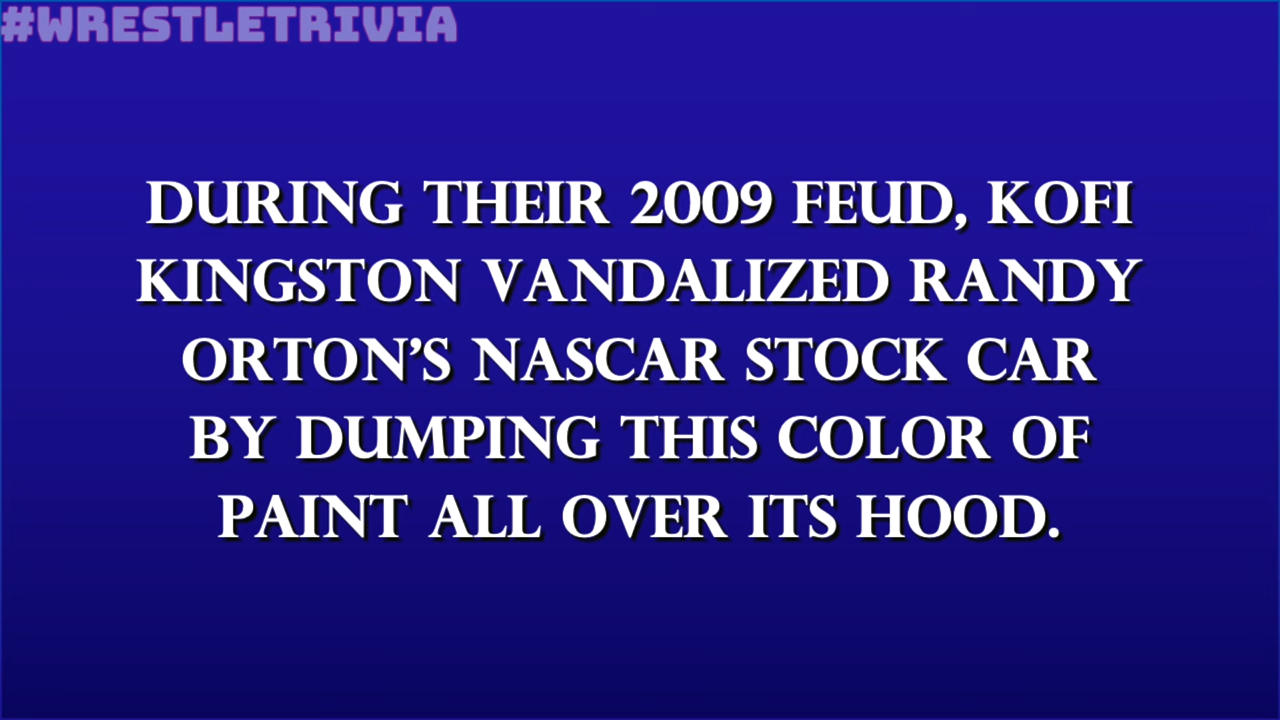 #WRESTLETRIVIA
DURING THEIR 2009 FEUD, KOFI
KINGSTON VANDALIZED RANDY
ORTON'S NASCAR STOCK CAR
BY DUMPING THIS COLOR OF
PAINT ALL OVER ITS HOOD.